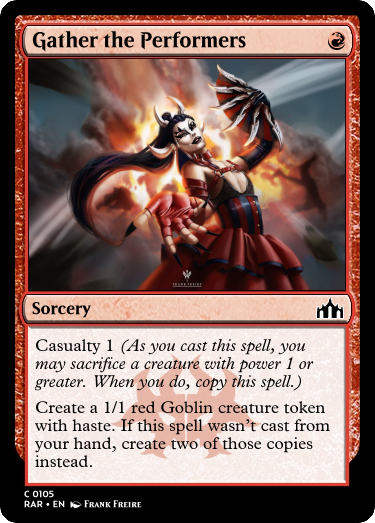 Gather the Performers
FRANK FREIRE
Sorcery
Casualty 1 (As you cast this spell, you
may sacrifice a creature with power 1 or
greater. When you do, copy this spell.)
Create a 1/1 red Goblin creature token
with haste. If this spell wasn't cast from
your hand, create two of those copies
instead.
C 0105
RAR • EN FRANK FREIRE